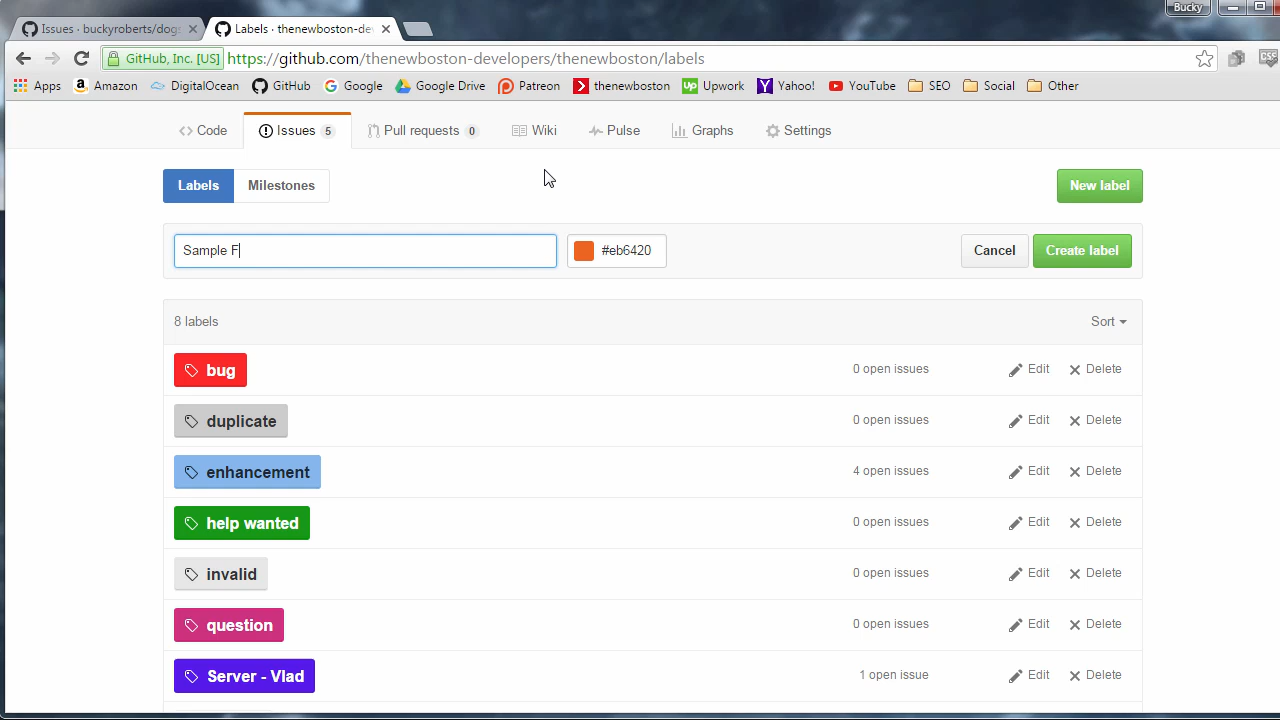 Bucky
Issues · buckyroberts/dog
Labels · thenewboston-de
GitHub, Inc. [US] https://github.com/thenewboston-developers/thenewboston/labels
Apps Amazon DigitalOcean GitHub Google Google Drive Patreon thenewboston Upwork Yahoo! YouTube SEO Social Other
Code Issues 5 Pull requests 0 Wiki Pulse Graphs Settings
Labels Milestones New label
Sample F #eb6420 Cancel Create label
8 labels Sort
bug 0 open issues Edit Delete
duplicate 0 open issues Edit Delete
enhancement 4 open issues Edit Delete
help wanted 0 open issues Edit Delete
invalid 0 open issues Edit Delete
question 0 open issues Edit Delete
Server - Vlad 1 open issue Edit Delete